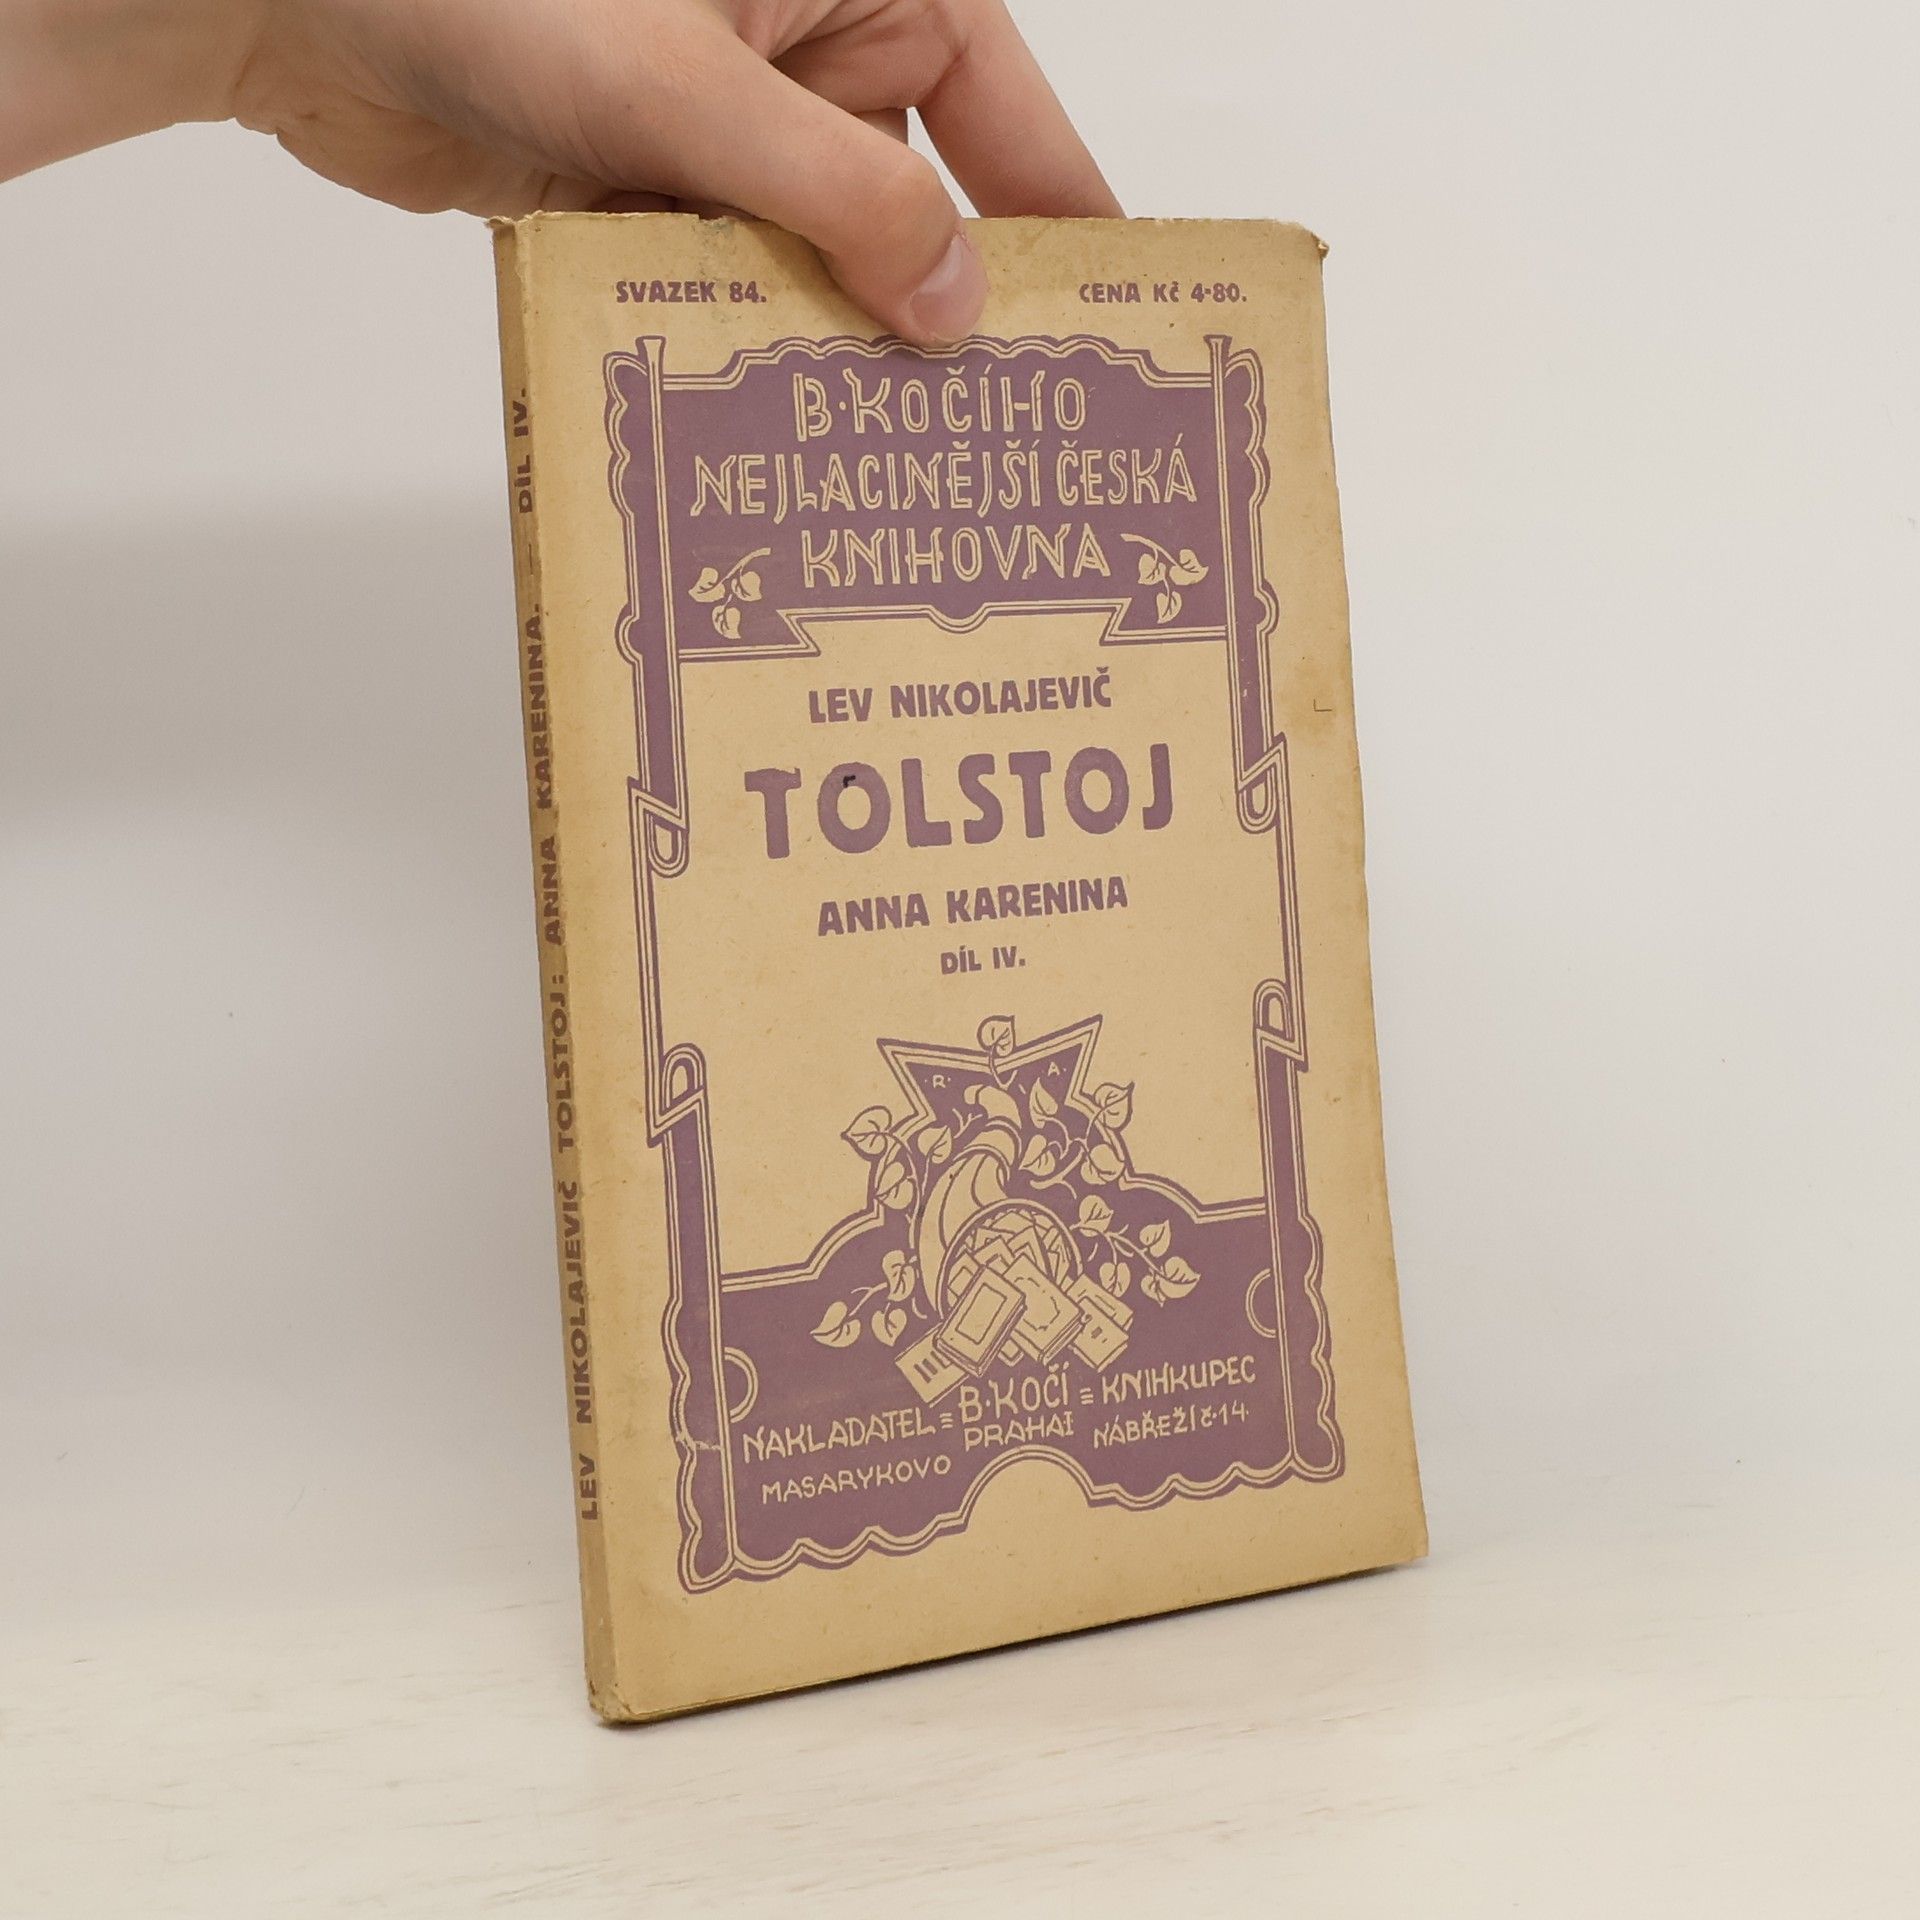 SVAZEK 84.
CENA Kč 4·80.
B·KOČÍHO
NEJLACINĚJŠÍ ČESKÁ
KNIHOVNA
LEV NIKOLAJEVIČ
TOLSTOJ
ANNA KARENINA
DÍL IV.
·R· A·
NAKLADATEL = B·KOČÍ = KNIHKUPEC
MASARYKOVO PRAHA I NÁBŘEŽÍ č·14·
LEV NIKOLAJEVIČ TOLSTOJ: ANNA KARENINA. — DÍL IV.